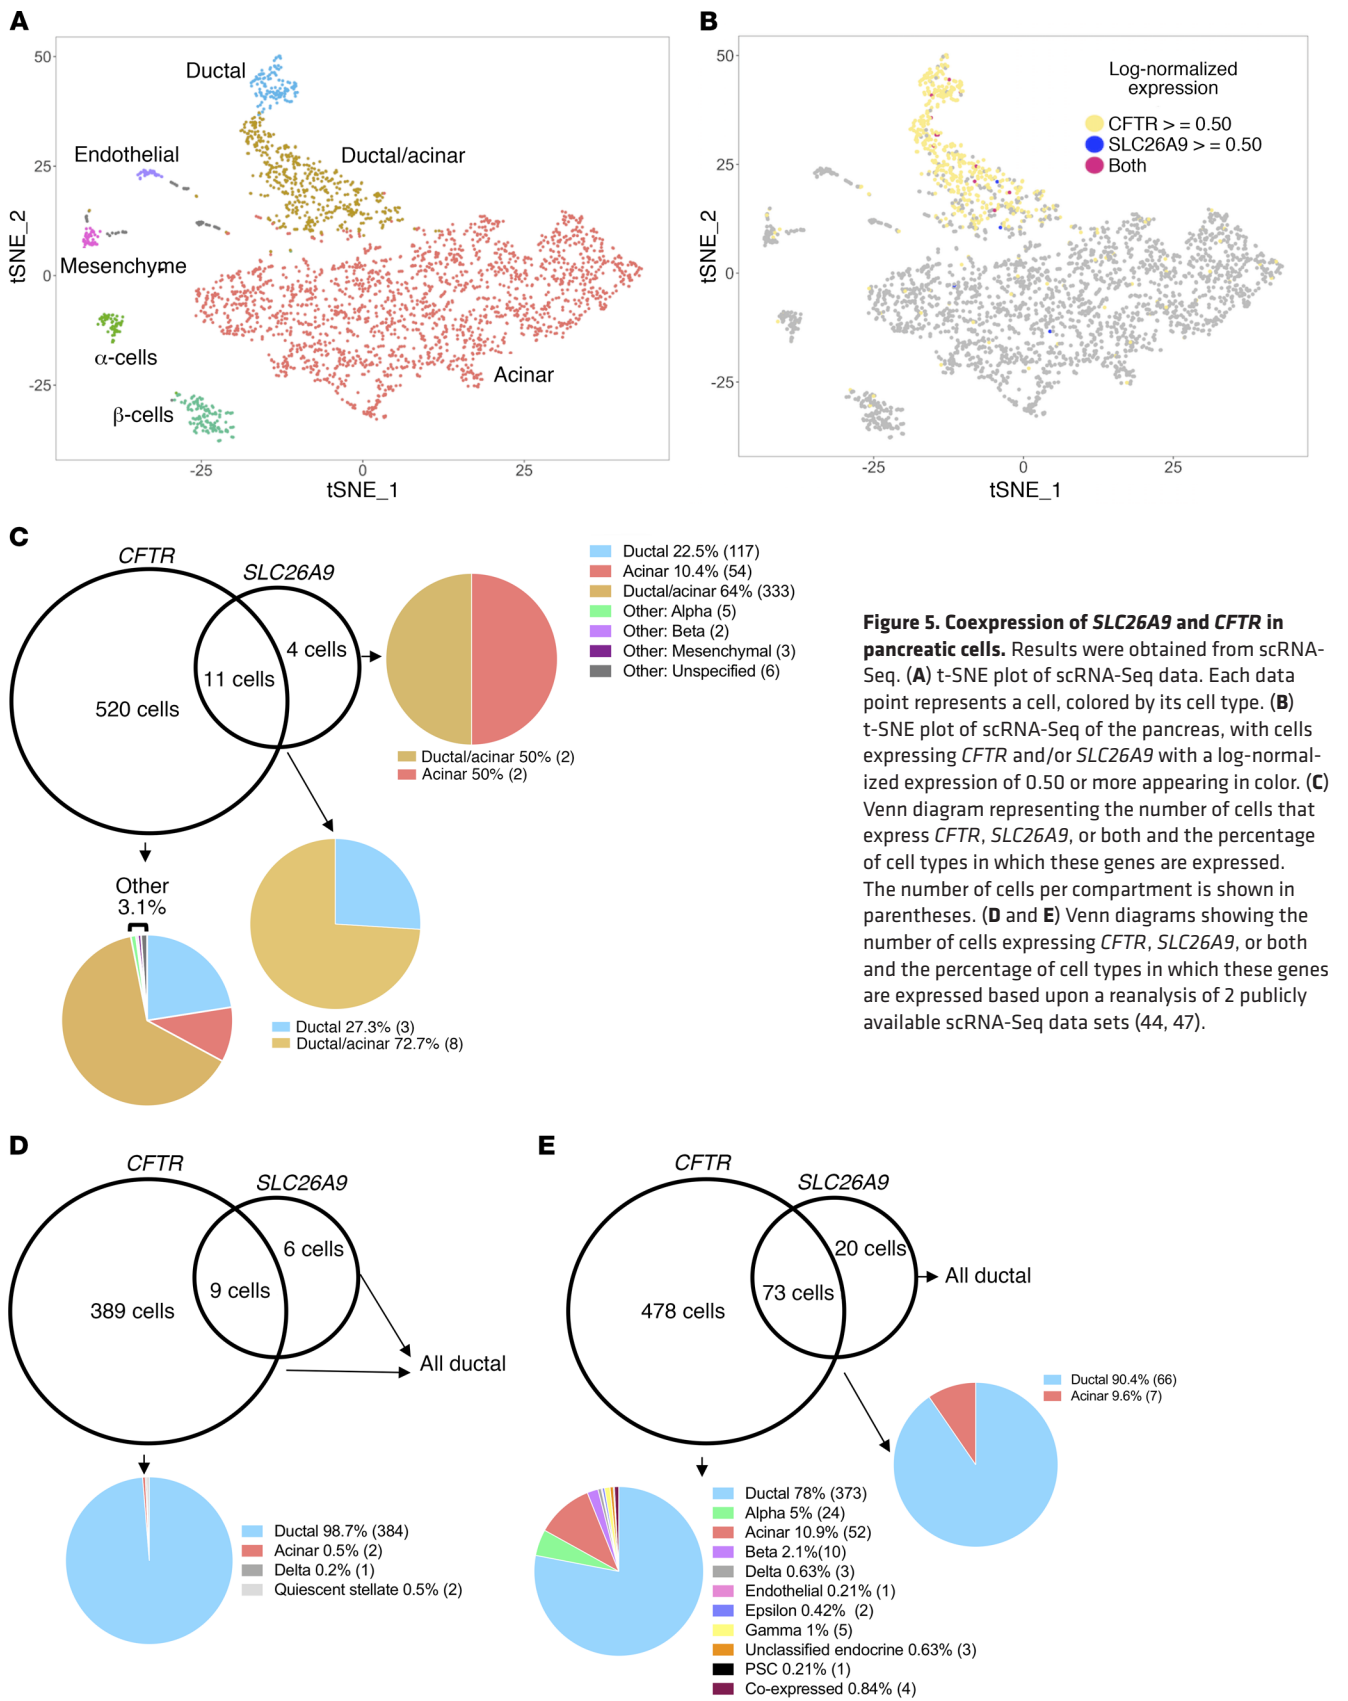 A
50
25
0
-25
tSNE_2
Ductal
Endothelial
Ductal/acinar
Mesenchyme
α-cells
β-cells
Acinar
-25
0
25
tSNE_1
B
50
25
0
-25
tSNE_2
Log-normalized
expression
CFTR > = 0.50
SLC26A9 > = 0.50
Both
-25
0
25
tSNE_1
C
CFTR
SLC26A9
4 cells
11 cells
520 cells
Ductal/acinar 50% (2)
Acinar 50% (2)
Ductal 22.5% (117)
Acinar 10.4% (54)
Ductal/acinar 64% (333)
Other: Alpha (5)
Other: Beta (2)
Other: Mesenchymal (3)
Other: Unspecified (6)
Other
3.1%
Ductal 27.3% (3)
Ductal/acinar 72.7% (8)
Figure 5. Coexpression of SLC26A9 and CFTR in
pancreatic cells. Results were obtained from scRNA-
Seq. (A) t-SNE plot of scRNA-Seq data. Each data
point represents a cell, colored by its cell type. (B)
t-SNE plot of scRNA-Seq of the pancreas, with cells
expressing CFTR and/or SLC26A9 with a log-normal-
ized expression of 0.50 or more appearing in color. (C)
Venn diagram representing the number of cells that
express CFTR, SLC26A9, or both and the percentage
of cell types in which these genes are expressed.
The number of cells per compartment is shown in
parentheses. (D and E) Venn diagrams showing the
number of cells expressing CFTR, SLC26A9, or both
and the percentage of cell types in which these genes
are expressed based upon a reanalysis of 2 publicly
available scRNA-Seq data sets (44, 47).
D
CFTR
SLC26A9
6 cells
9 cells
389 cells
All ductal
Ductal 98.7% (384)
Acinar 0.5% (2)
Delta 0.2% (1)
Quiescent stellate 0.5% (2)
E
CFTR
SLC26A9
20 cells
73 cells
478 cells
All ductal
Ductal 90.4% (66)
Acinar 9.6% (7)
Ductal 78% (373)
Alpha 5% (24)
Acinar 10.9% (52)
Beta 2.1%(10)
Delta 0.63% (3)
Endothelial 0.21% (1)
Epsilon 0.42% (2)
Gamma 1% (5)
Unclassified endocrine 0.63% (3)
PSC 0.21% (1)
Co-expressed 0.84% (4)